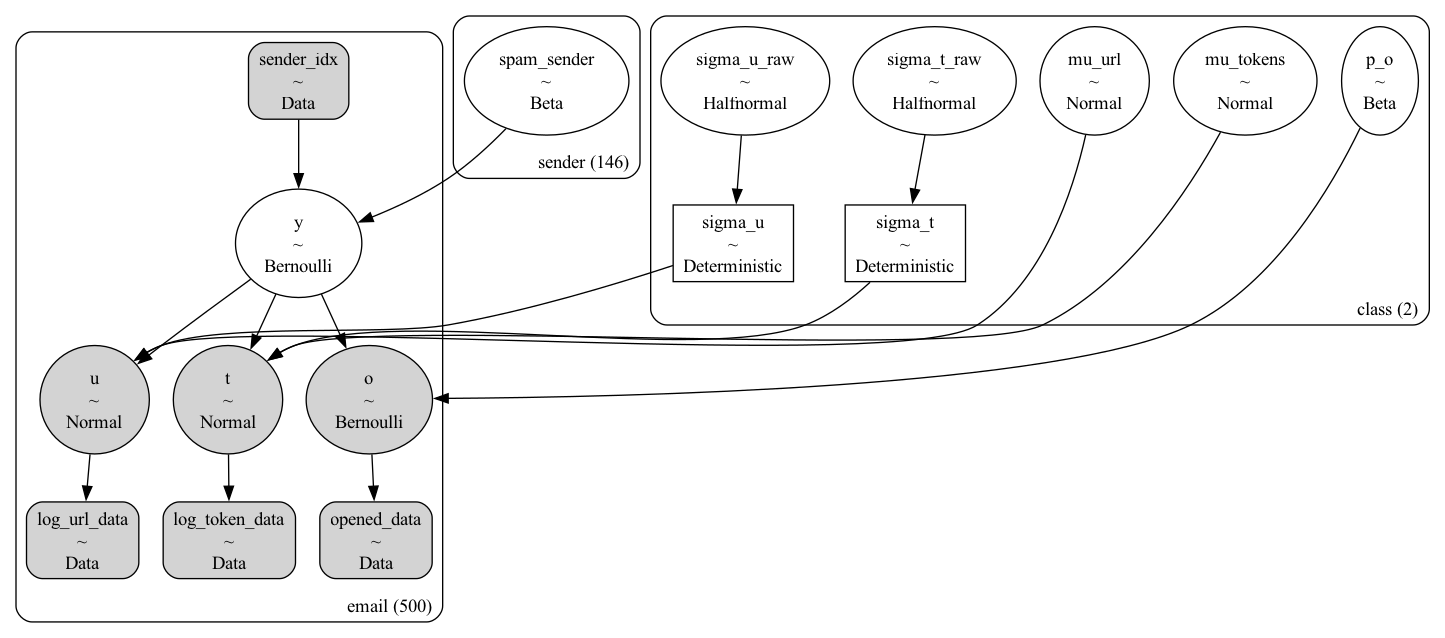 sender_idx
~
Data
spam_sender
~
Beta
sender (146)
sigma_u_raw
~
Halfnormal
sigma_t_raw
~
Halfnormal
mu_url
~
Normal
mu_tokens
~
Normal
p_o
~
Beta
sigma_u
~
Deterministic
sigma_t
~
Deterministic
class (2)
y
~
Bernoulli
u
~
Normal
t
~
Normal
o
~
Bernoulli
log_url_data
~
Data
log_token_data
~
Data
opened_data
~
Data
email (500)